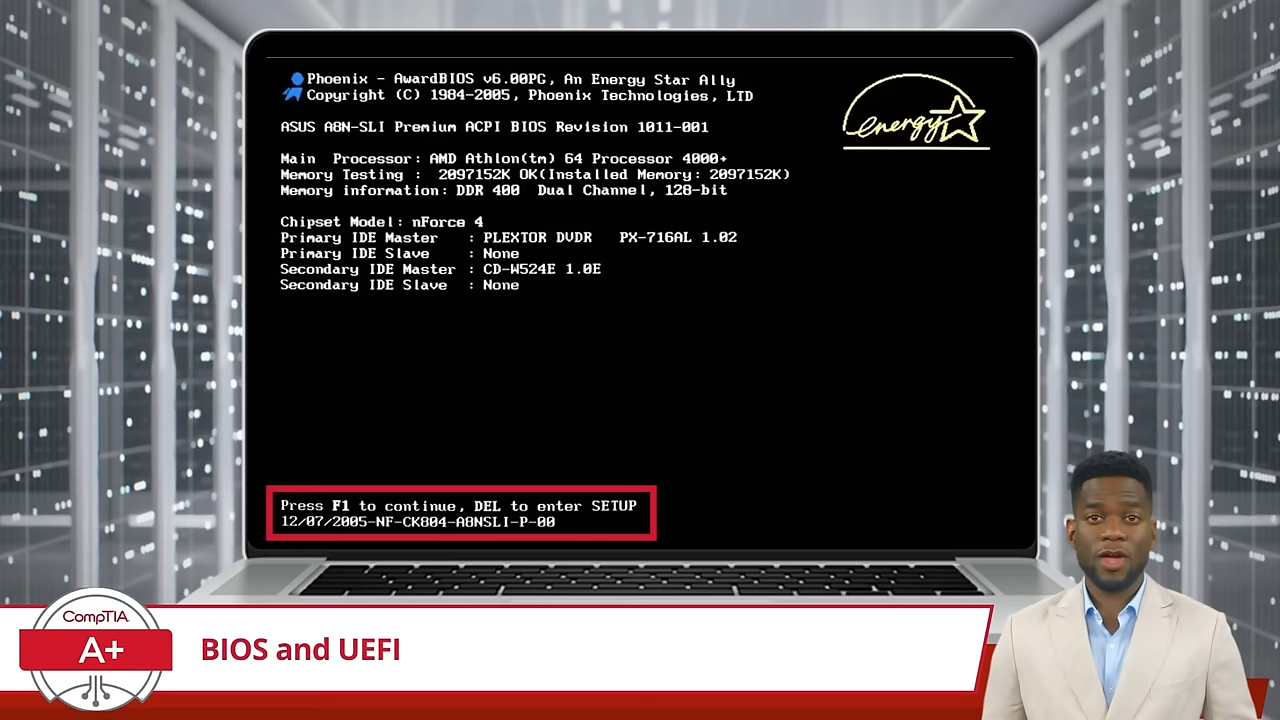 Phoenix - AwardBIOS v6.00PG, An Energy Star Ally
Copyright (C) 1984-2005, Phoenix Technologies, LTD
energy
ASUS A8N-SLI Premium ACPI BIOS Revision 1011-001
Main Processor: AMD Athlon(tm) 64 Processor 4000+
Memory Testing : 2097152K OK(Installed Memory: 2097152K)
Memory information: DDR 400 Dual Channel, 128-bit
Chipset Model: nForce 4
Primary IDE Master : PLEXTOR DVDR PX-716AL 1.02
Primary IDE Slave : None
Secondary IDE Master : CD-W524E 1.0E
Secondary IDE Slave : None
Press F1 to continue, DEL to enter SETUP
12/07/2005-NF-CK804-A8NSLI-P-00
CompTIA
A+
BIOS and UEFI